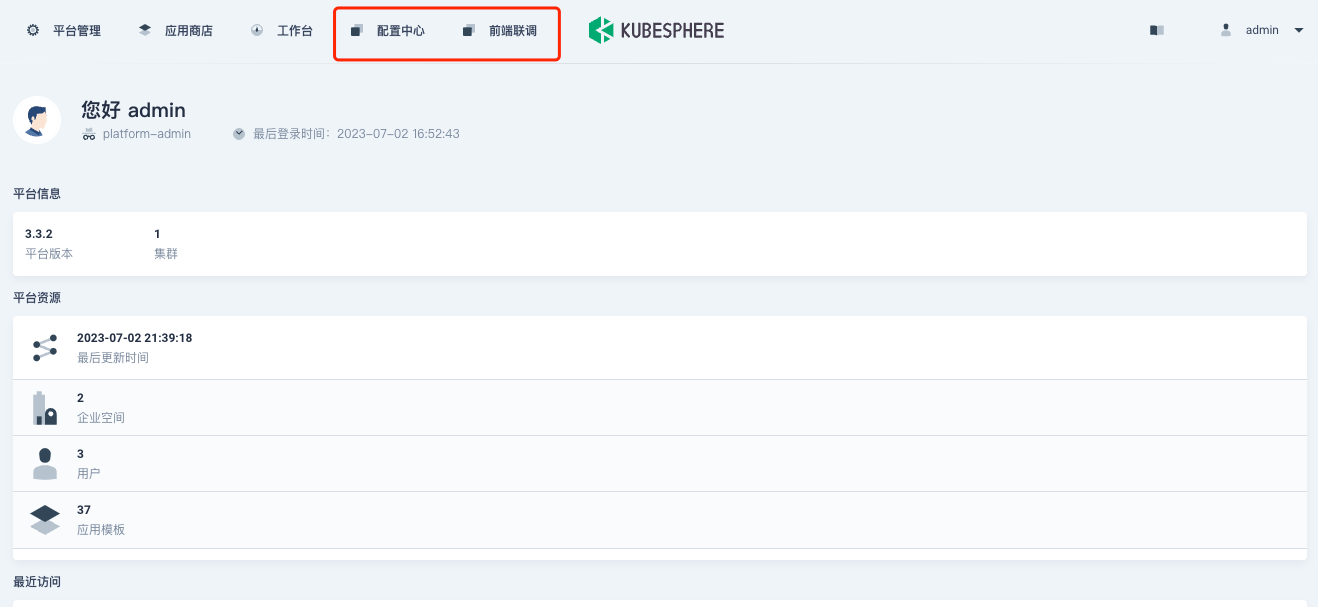 平台管理 应用商店 工作台 配置中心 前端联调 KUBESPHERE admin
您好 admin
platform-admin 最后登录时间：2023-07-02 16:52:43
平台信息
3.3.2 1
平台版本 集群
平台资源
2023-07-02 21:39:18
最后更新时间
2
企业空间
3
用户
37
应用模板
最近访问